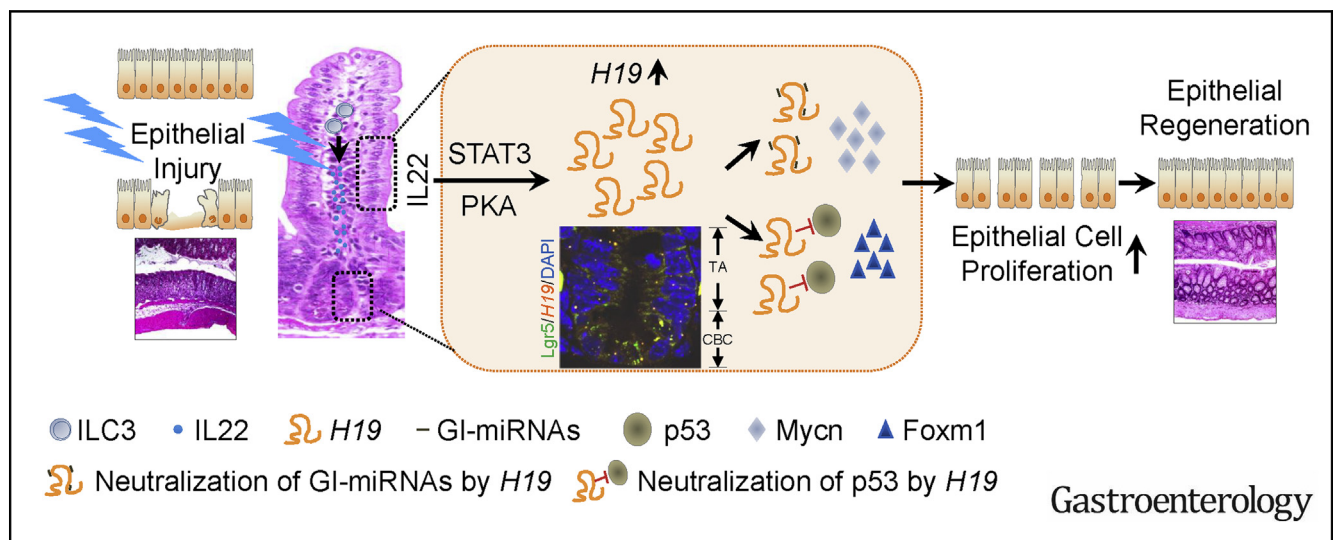 Epithelial
Injury
IL22
STAT3
PKA
H19
Lgr5/H19/DAPI
TA
CBC
Epithelial Cell
Proliferation
Epithelial
Regeneration
ILC3 IL22 H19 GI-miRNAs p53 Mycn Foxm1
Neutralization of GI-miRNAs by H19 Neutralization of p53 by H19
Gastroenterology